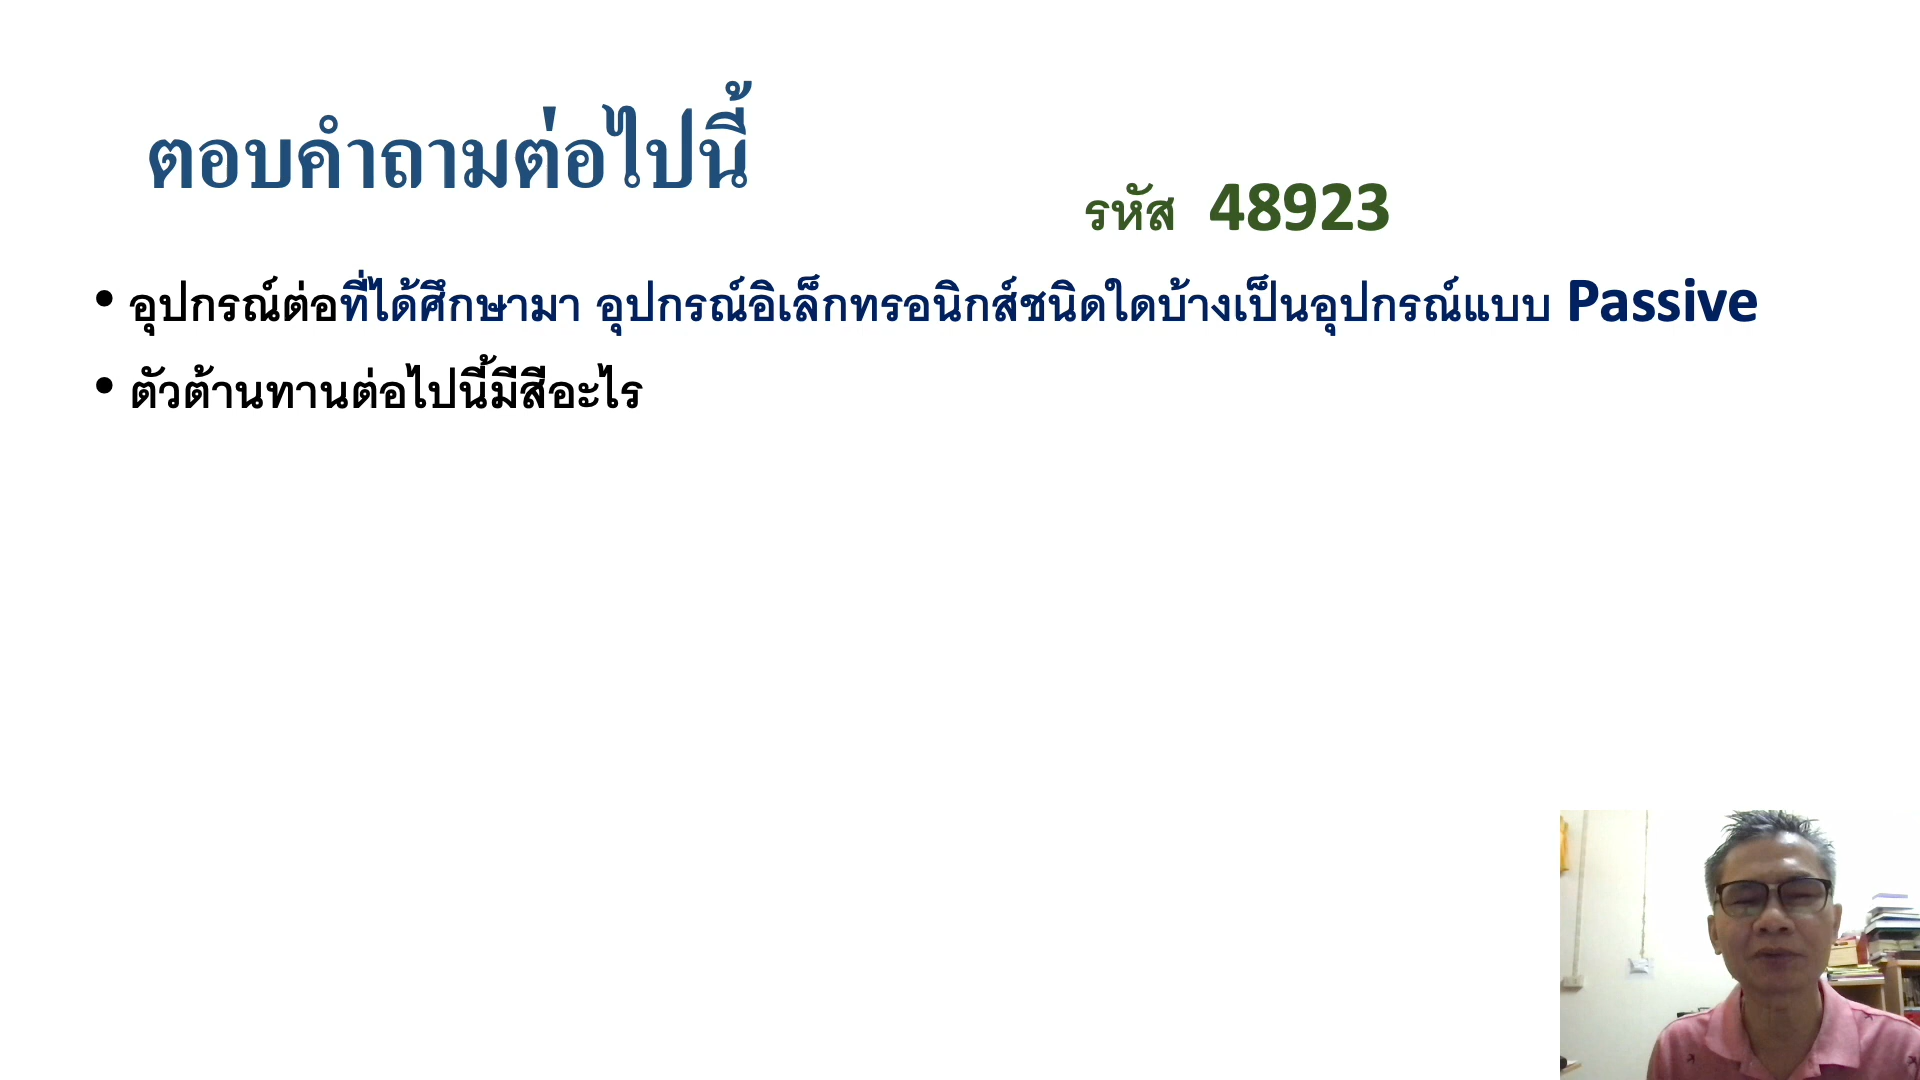 ตอบคำถามต่อไปนี้
รหัส 48923
• อุปกรณ์ต่อที่ได้ศึกษามา อุปกรณ์อิเล็กทรอนิกส์ชนิดใดบ้างเป็นอุปกรณ์แบบ Passive
• ตัวต้านทานต่อไปนี้มีสีอะไร